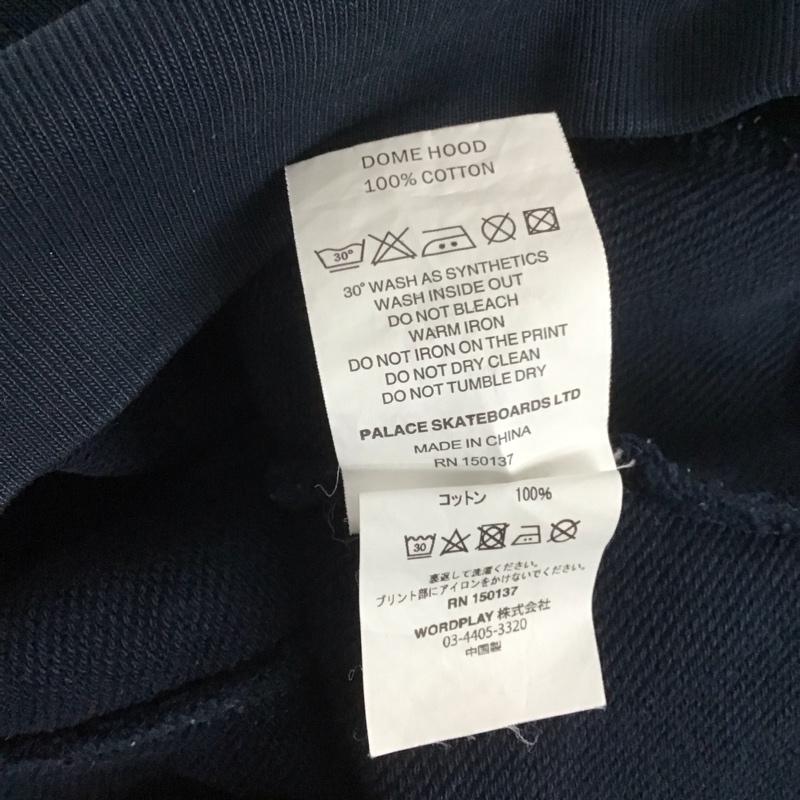 DOME HOOD
100% COTTON
30°
30° WASH AS SYNTHETICS
WASH INSIDE OUT
DO NOT BLEACH
WARM IRON
DO NOT IRON ON THE PRINT
DO NOT DRY CLEAN
DO NOT TUMBLE DRY
PALACE SKATEBOARDS LTD
MADE IN CHINA
RN 150137
コットン 100%
30
裏返して洗濯ください。
プリント部にアイロンをかけないでください。
RN 150137
WORDPLAY 株式会社
03-4405-3320
中国製